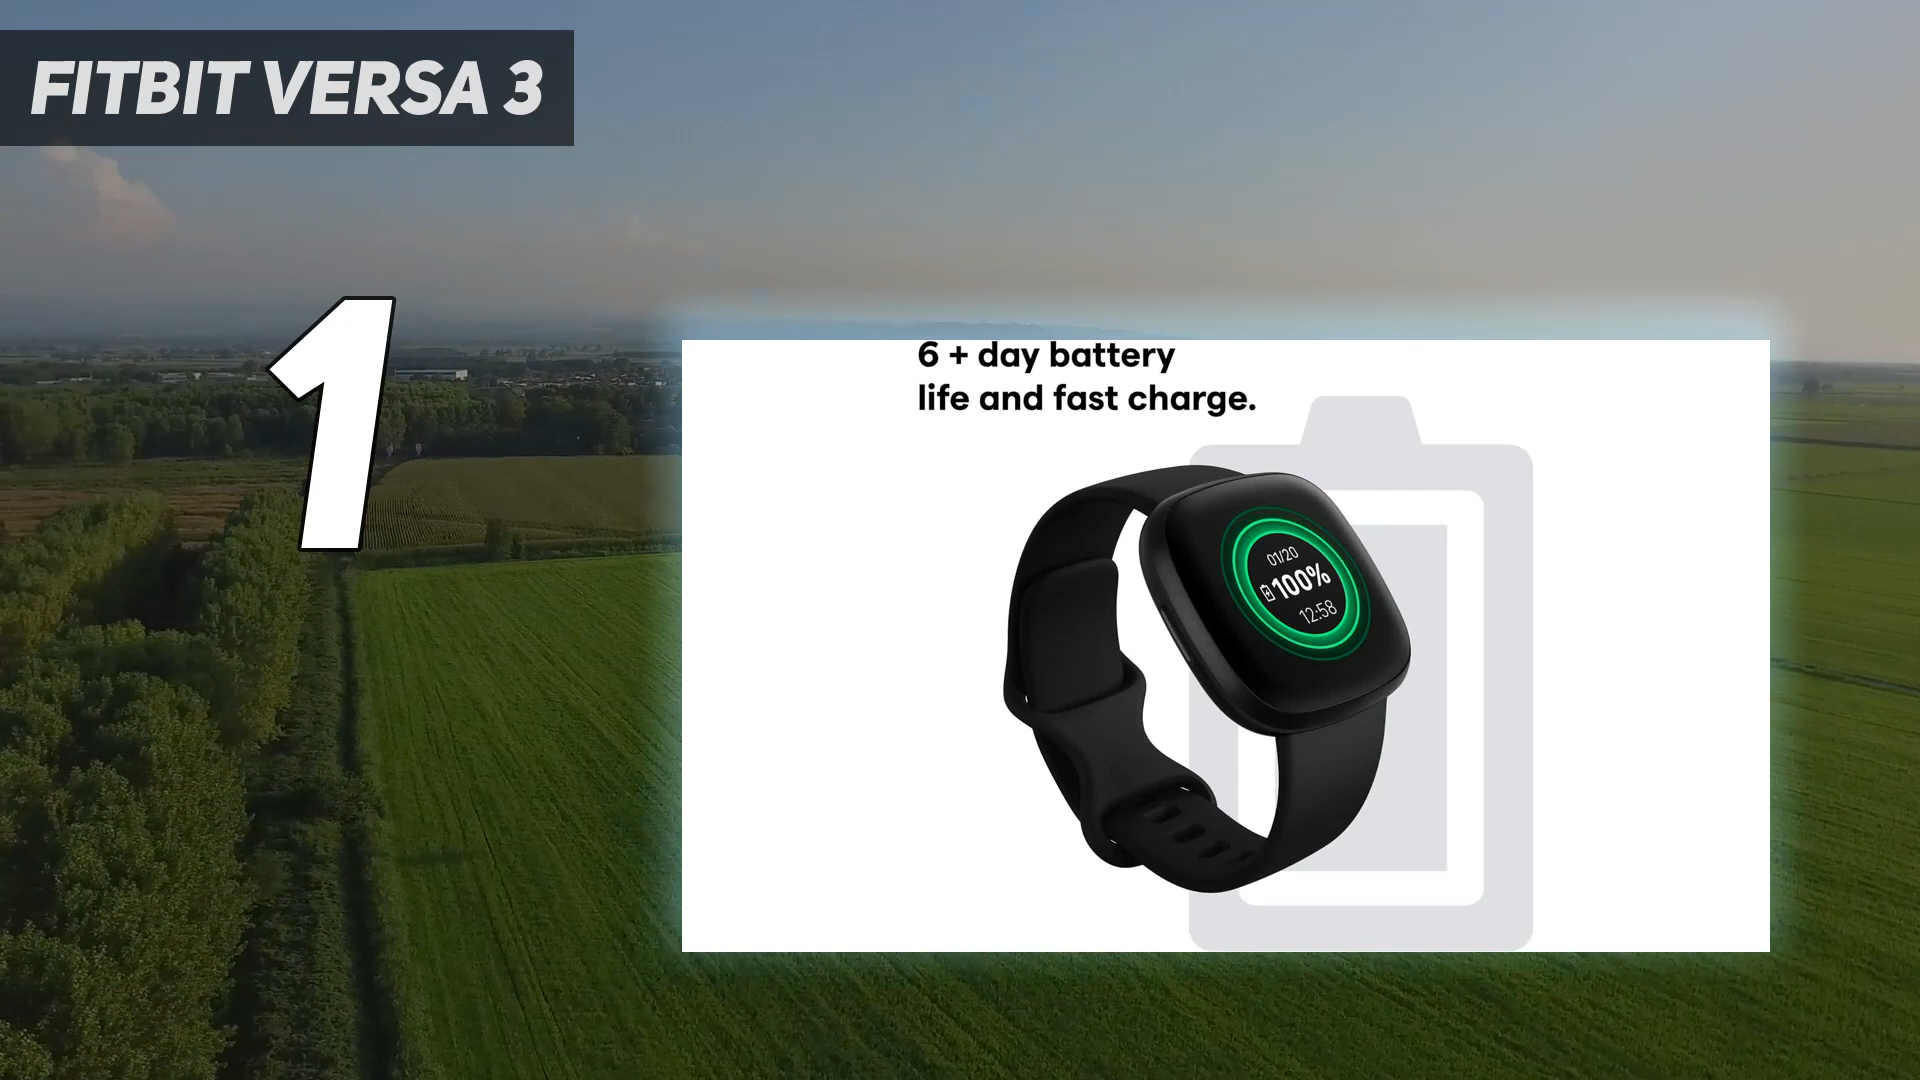 FITBIT VERSA 3
1
6 + day battery
life and fast charge.
01/20
100%
12:58